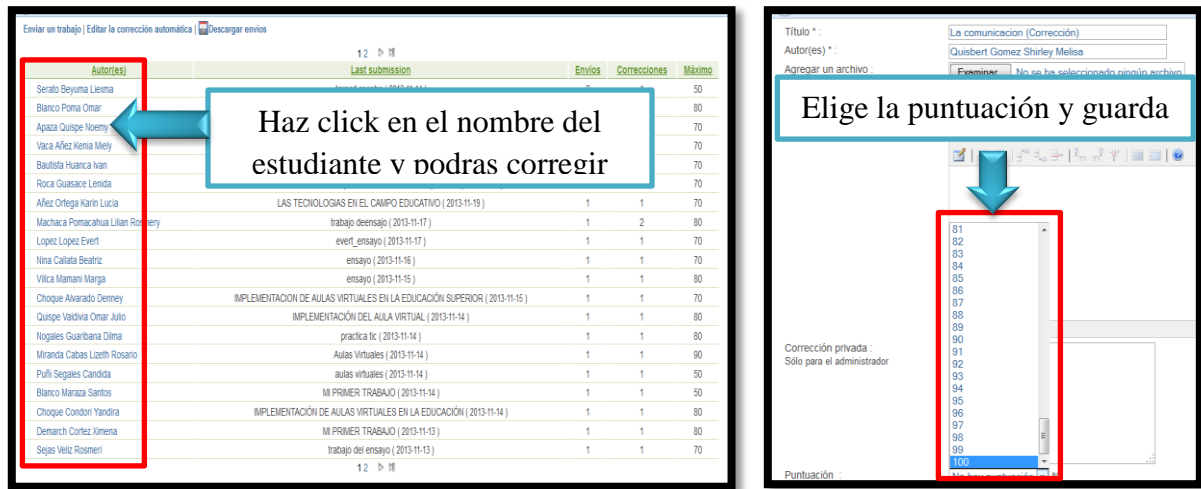 Enviar un trabajo | Editar la corrección automática | Descargar envios
1 2
Autor(es) Last submission Envios Correcciones Máximo
Serato Beyuma Liexma 50
Blanco Poma Omar 80
Apaza Quispe Noemy 70
Vaca Añez Kenia Miely 70
Bautista Huanca Ivan 70
Roca Guasace Lenida 70
Haz click en el nombre del
estudiante y podras corregir
Añez Ortega Karin Lucia LAS TECNOLOGIAS EN EL CAMPO EDUCATIVO ( 2013-11-19 ) 1 1 70
Machaca Pomacahua Lilian Rosmery trabajo deensajo ( 2013-11-17 ) 1 2 80
Lopez Lopez Evert evert_ensayo ( 2013-11-17 ) 1 1 70
Nina Callata Beatriz ensayo ( 2013-11-16 ) 1 1 70
Villca Mamani Marga ensayo ( 2013-11-15 ) 1 1 80
Choque Alvarado Denney IMPLEMENTACION DE AULAS VIRTUALES EN LA EDUCACIÓN SUPERIOR ( 2013-11-15 ) 1 1 70
Quispe Valdivia Omar Julio IMPLEMENTACIÓN DEL AULA VIRTUAL ( 2013-11-14 ) 1 1 80
Nogales Guaribana Dilma practica tic ( 2013-11-14 ) 1 1 80
Miranda Cabas Lizeth Rosario Aulas Virtuales ( 2013-11-14 ) 1 1 90
Puñi Segales Candida aulas virtuales ( 2013-11-14 ) 1 1 50
Blanco Maraza Santos MI PRIMER TRABAJO ( 2013-11-14 ) 1 1 50
Choque Condori Yandira IMPLEMENTACIÓN DE AULAS VIRTUALES EN LA EDUCACIÓN ( 2013-11-14 ) 1 1 80
Demarch Cortez Ximena MI PRIMER TRABAJO ( 2013-11-13 ) 1 1 80
Sejas Veliz Rosmeri trabajo del ensayo ( 2013-11-13 ) 1 1 70
1 2
Título * : La comunicacion (Corrección)
Autor(es) * : Quisbert Gomez Shirley Melisa
Agregar un archivo : Examinar... No se ha seleccionado ningún archivo
Elige la puntuación y guarda
81
82
83
84
85
86
87
88
89
90
91
92
93
94
95
96
97
98
99
100
Corrección privada :
Sólo para el administrador
Puntuación :